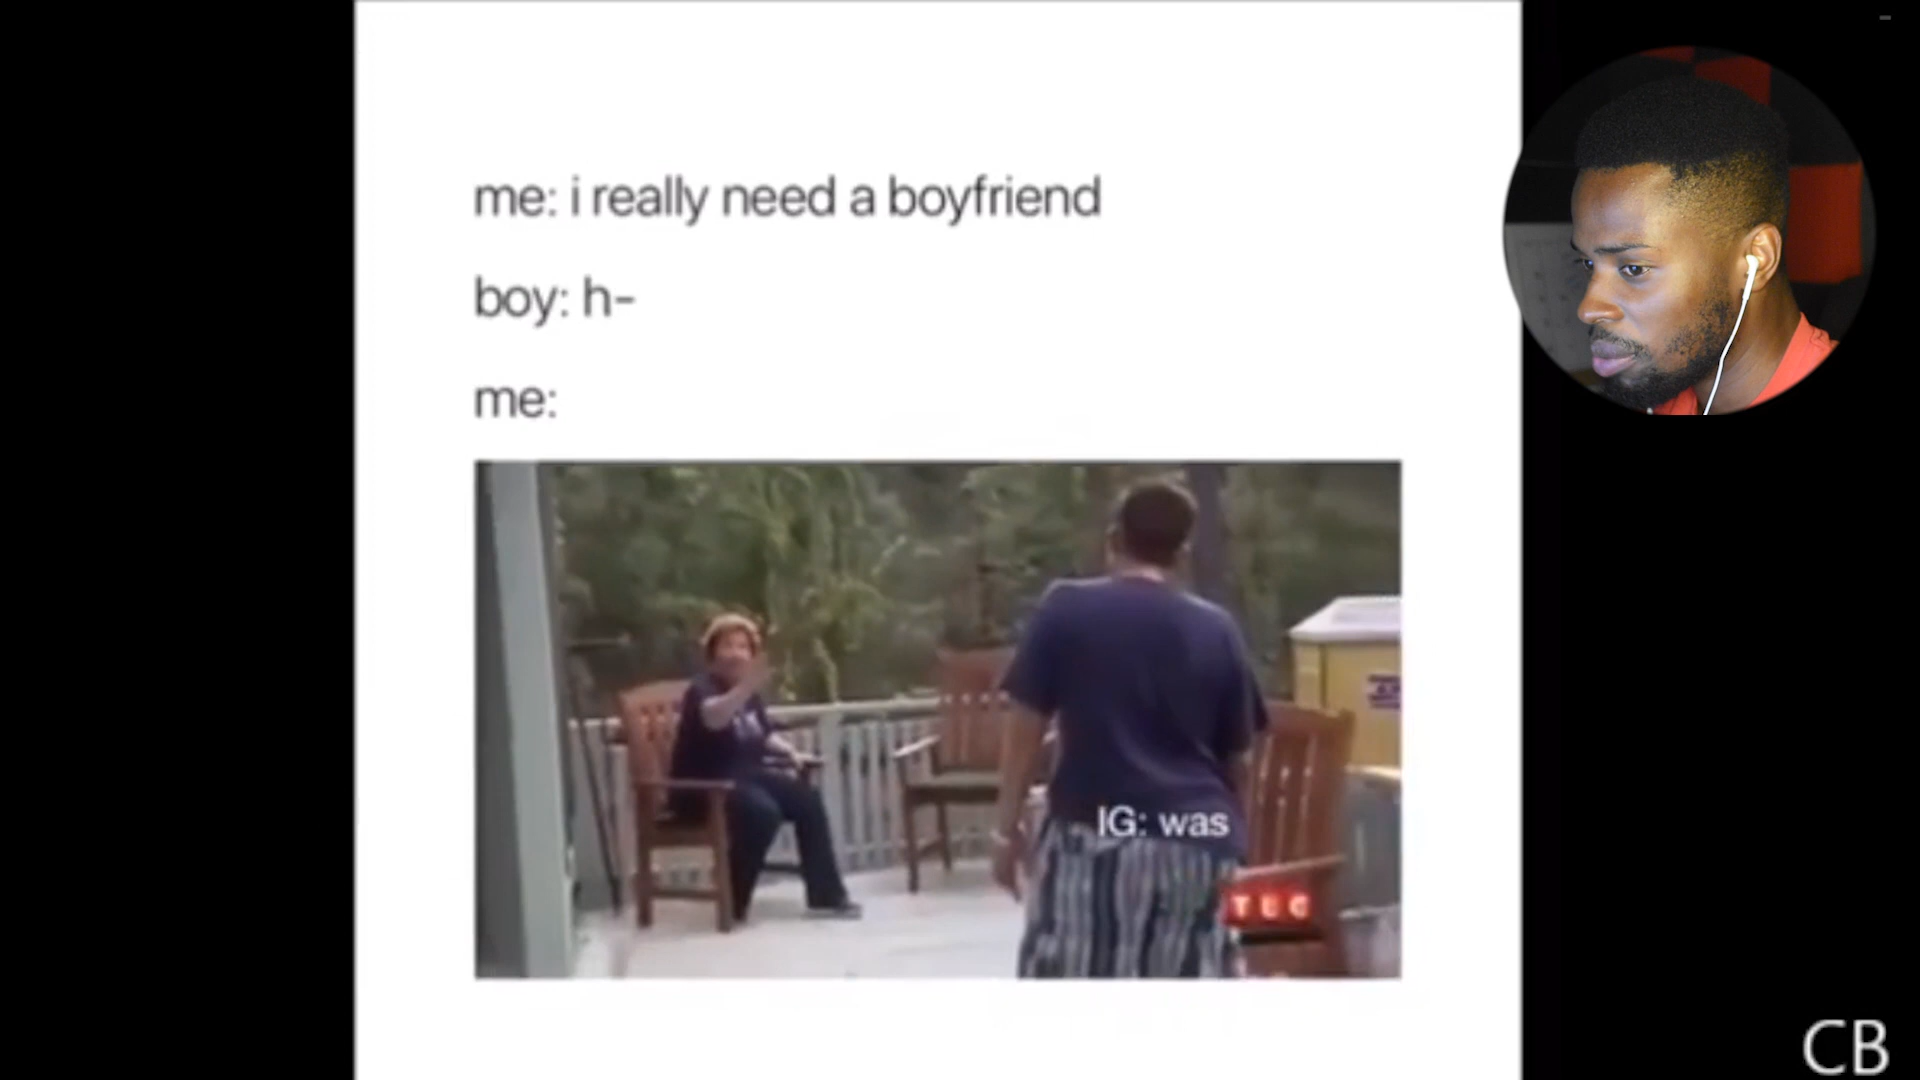 me: i really need a boyfriend
boy: h-
me:
IG: was
TLC
CB